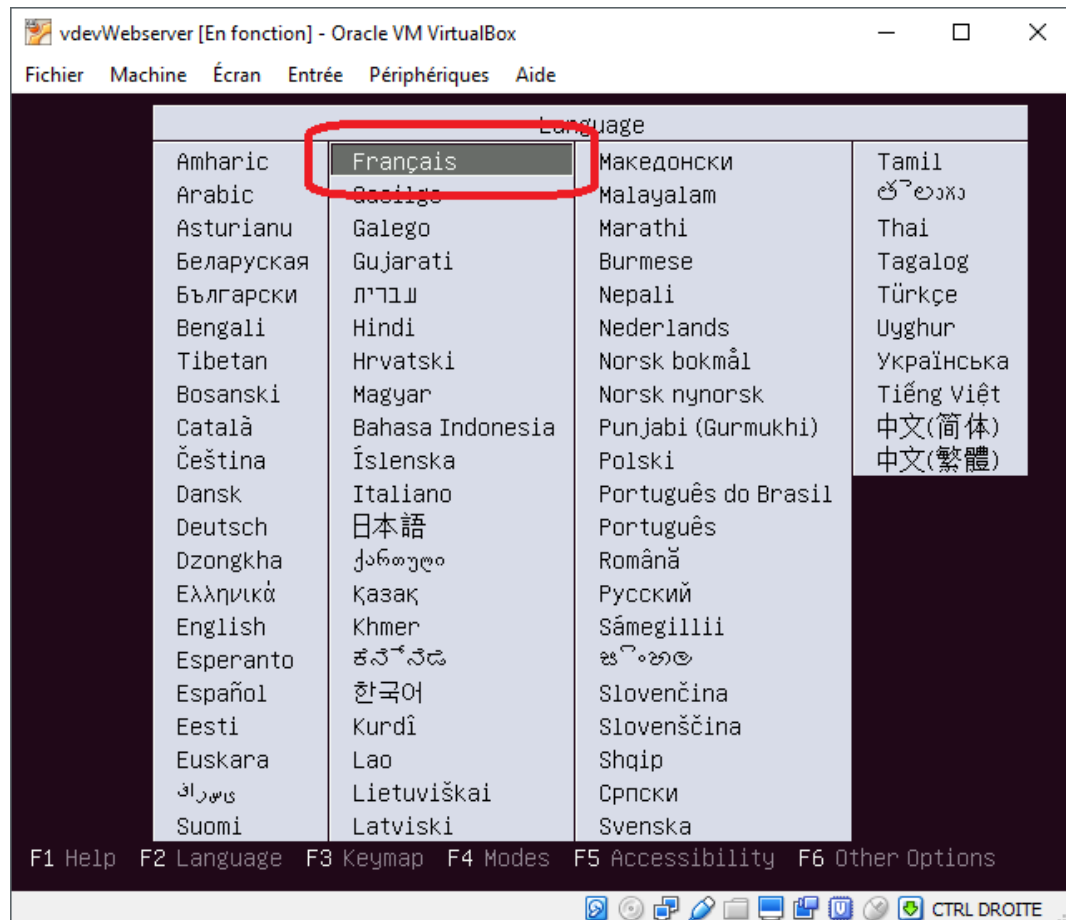 vdevWebserver [En fonction] - Oracle VM VirtualBox
Fichier Machine Écran Entrée Périphériques Aide
Language
Amharic
Arabic
Asturianu
Беларуская
Български
Bengali
Tibetan
Bosanski
Català
Čeština
Dansk
Deutsch
Dzongkha
Ελληνικά
English
Esperanto
Español
Eesti
Euskara
Suomi
Français
Gaeilge
Galego
Gujarati
עברית
Hindi
Hrvatski
Magyar
Bahasa Indonesia
Íslenska
Italiano
日本語
ქართული
Қазақ
Khmer
한국어
Kurdî
Lao
Lietuviškai
Latviski
Македонски
Malayalam
Marathi
Burmese
Nepali
Nederlands
Norsk bokmål
Norsk nynorsk
Punjabi (Gurmukhi)
Polski
Português do Brasil
Português
Română
Русский
Sámegillii
Slovenčina
Slovenščina
Shqip
Српски
Svenska
Tamil
Thai
Tagalog
Türkçe
Uyghur
Українська
Tiếng Việt
中文(简体)
中文(繁體)
F1 Help F2 Language F3 Keymap F4 Modes F5 Accessibility F6 Other Options
CTRL DROITE